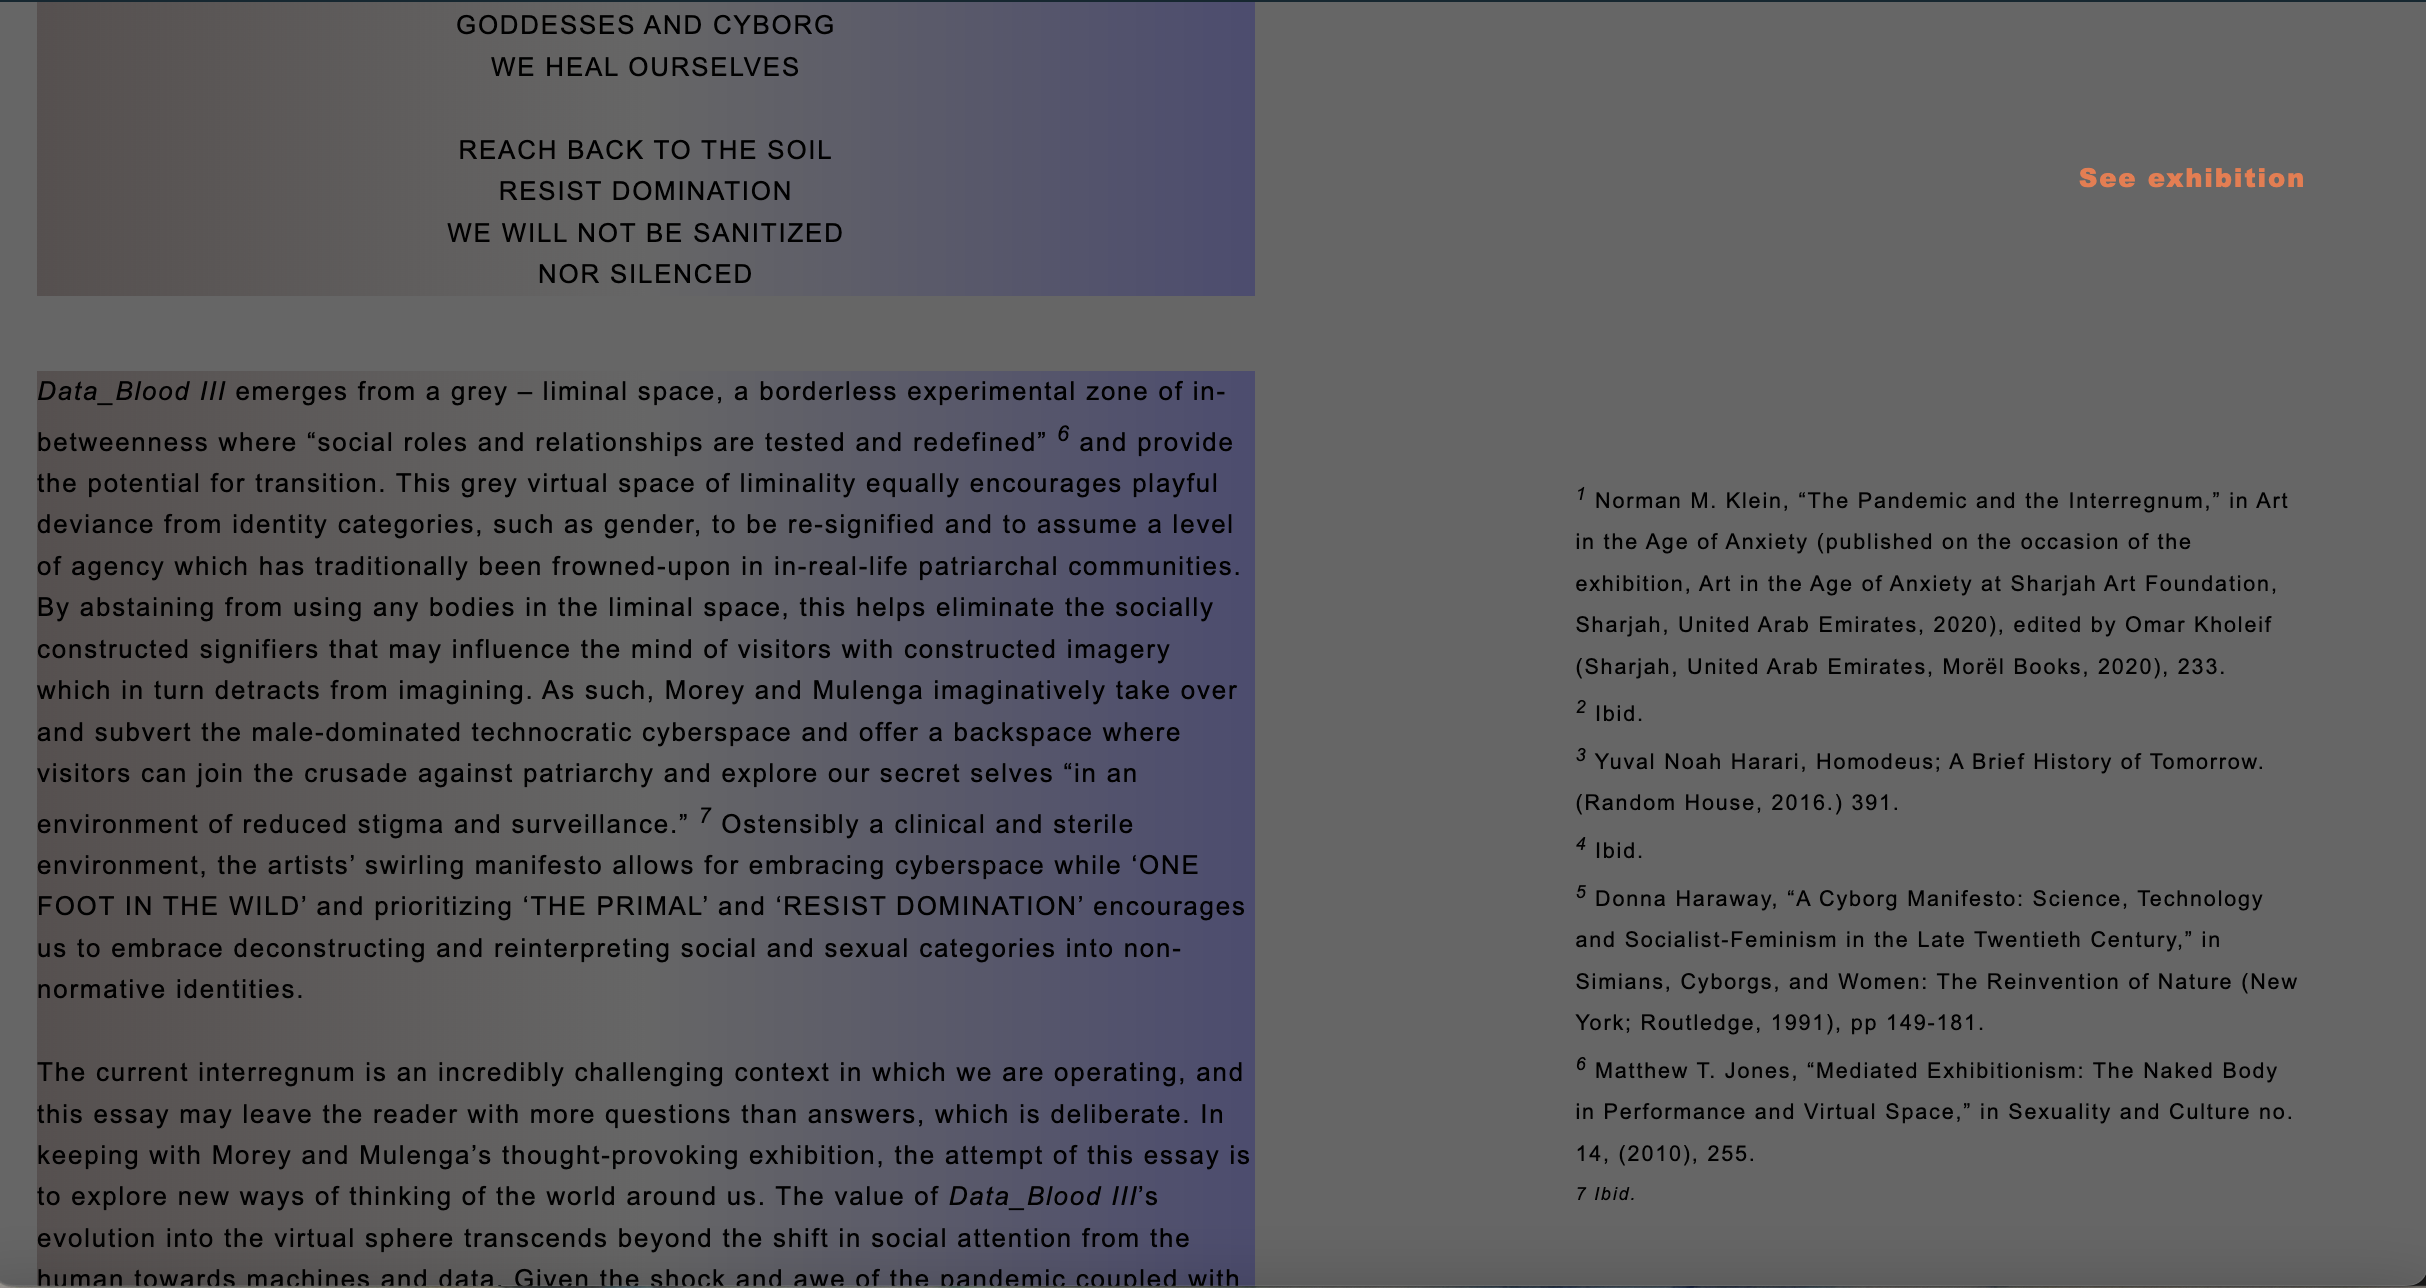 GODDESSES AND CYBORG
WE HEAL OURSELVES
REACH BACK TO THE SOIL
RESIST DOMINATION
WE WILL NOT BE SANITIZED
NOR SILENCED
See exhibition
Data_Blood III emerges from a grey – liminal space, a borderless experimental zone of in-
betweenness where “social roles and relationships are tested and redefined” 6 and provide
the potential for transition. This grey virtual space of liminality equally encourages playful
deviance from identity categories, such as gender, to be re-signified and to assume a level
of agency which has traditionally been frowned-upon in in-real-life patriarchal communities.
By abstaining from using any bodies in the liminal space, this helps eliminate the socially
constructed signifiers that may influence the mind of visitors with constructed imagery
which in turn detracts from imagining. As such, Morey and Mulenga imaginatively take over
and subvert the male-dominated technocratic cyberspace and offer a backspace where
visitors can join the crusade against patriarchy and explore our secret selves “in an
environment of reduced stigma and surveillance.” 7 Ostensibly a clinical and sterile
environment, the artists’ swirling manifesto allows for embracing cyberspace while ‘ONE
FOOT IN THE WILD’ and prioritizing ‘THE PRIMAL’ and ‘RESIST DOMINATION’ encourages
us to embrace deconstructing and reinterpreting social and sexual categories into non-
normative identities.
The current interregnum is an incredibly challenging context in which we are operating, and
this essay may leave the reader with more questions than answers, which is deliberate. In
keeping with Morey and Mulenga’s thought-provoking exhibition, the attempt of this essay is
to explore new ways of thinking of the world around us. The value of Data_Blood III’s
evolution into the virtual sphere transcends beyond the shift in social attention from the
human towards machines and data. Given the shock and awe of the pandemic coupled with
1 Norman M. Klein, “The Pandemic and the Interregnum,” in Art
in the Age of Anxiety (published on the occasion of the
exhibition, Art in the Age of Anxiety at Sharjah Art Foundation,
Sharjah, United Arab Emirates, 2020), edited by Omar Kholeif
(Sharjah, United Arab Emirates, Morël Books, 2020), 233.
2 Ibid.
3 Yuval Noah Harari, Homodeus; A Brief History of Tomorrow.
(Random House, 2016.) 391.
4 Ibid.
5 Donna Haraway, “A Cyborg Manifesto: Science, Technology
and Socialist-Feminism in the Late Twentieth Century,” in
Simians, Cyborgs, and Women: The Reinvention of Nature (New
York; Routledge, 1991), pp 149-181.
6 Matthew T. Jones, “Mediated Exhibitionism: The Naked Body
in Performance and Virtual Space,” in Sexuality and Culture no.
14, (2010), 255.
7 Ibid.